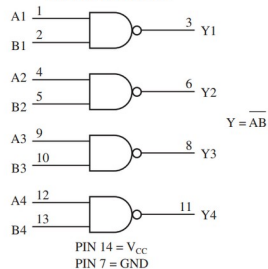 A1 1
B1 2
3 Y1
A2 4
B2 5
6 Y2
Y = A̅B̅
A3 9
B3 10
8 Y3
A4 12
B4 13
11 Y4
PIN 14 = VCC
PIN 7 = GND